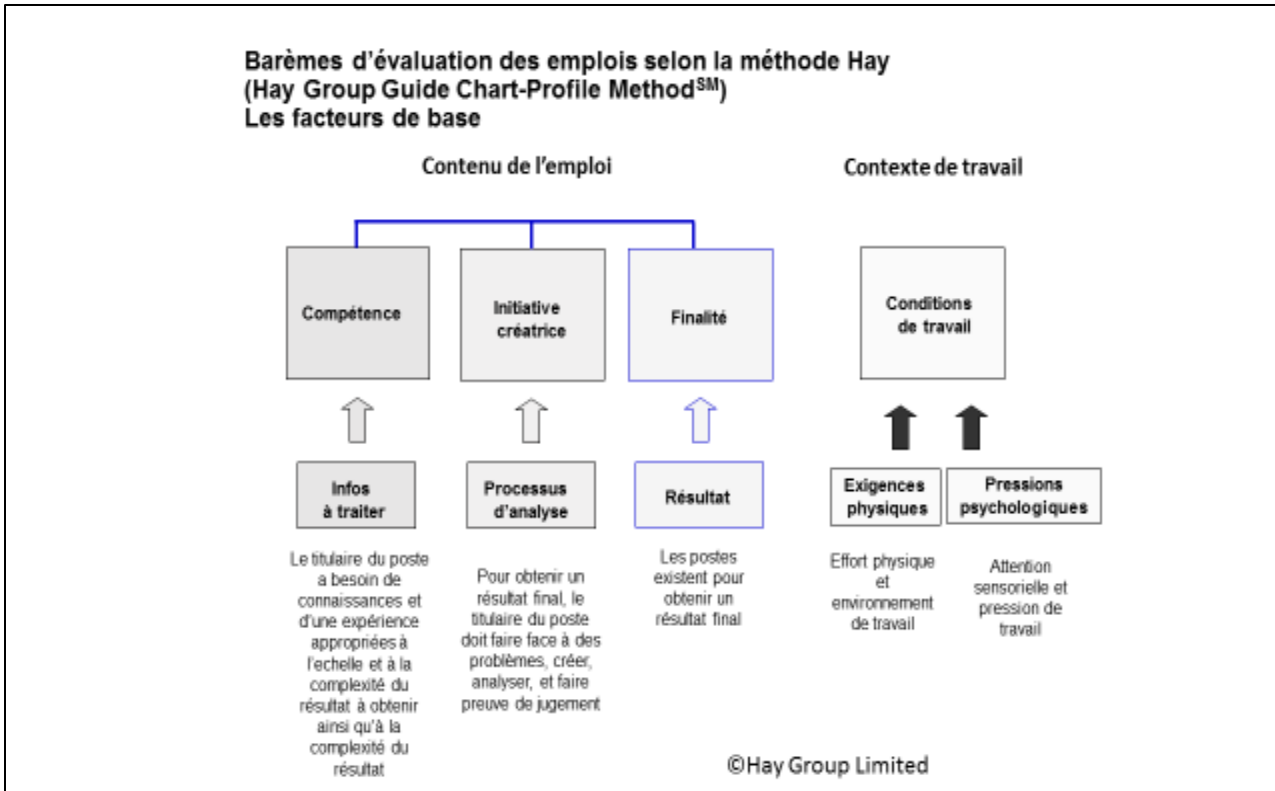 Barèmes d'évaluation des emplois selon la méthode Hay
(Hay Group Guide Chart-Profile Method℠)
Les facteurs de base
Contenu de l'emploi
Contexte de travail
Compétence
Initiative
créatrice
Finalité
Conditions
de travail
Infos
à traiter
Processus
d'analyse
Résultat
Exigences
physiques
Pressions
psychologiques
Le titulaire du poste
a besoin de
connaissances et
d'une expérience
appropriées à
l'echelle et à la
complexité du
résultat à obtenir
ainsi qu'à la
complexité du
résultat
Pour obtenir un
résultat final, le
titulaire du poste
doit faire face à des
problèmes, créer,
analyser, et faire
preuve de jugement
Les postes
existent pour
obtenir un
résultat final
Effort physique
et
environnement
de travail
Attention
sensorielle et
pression de
travail
©Hay Group Limited